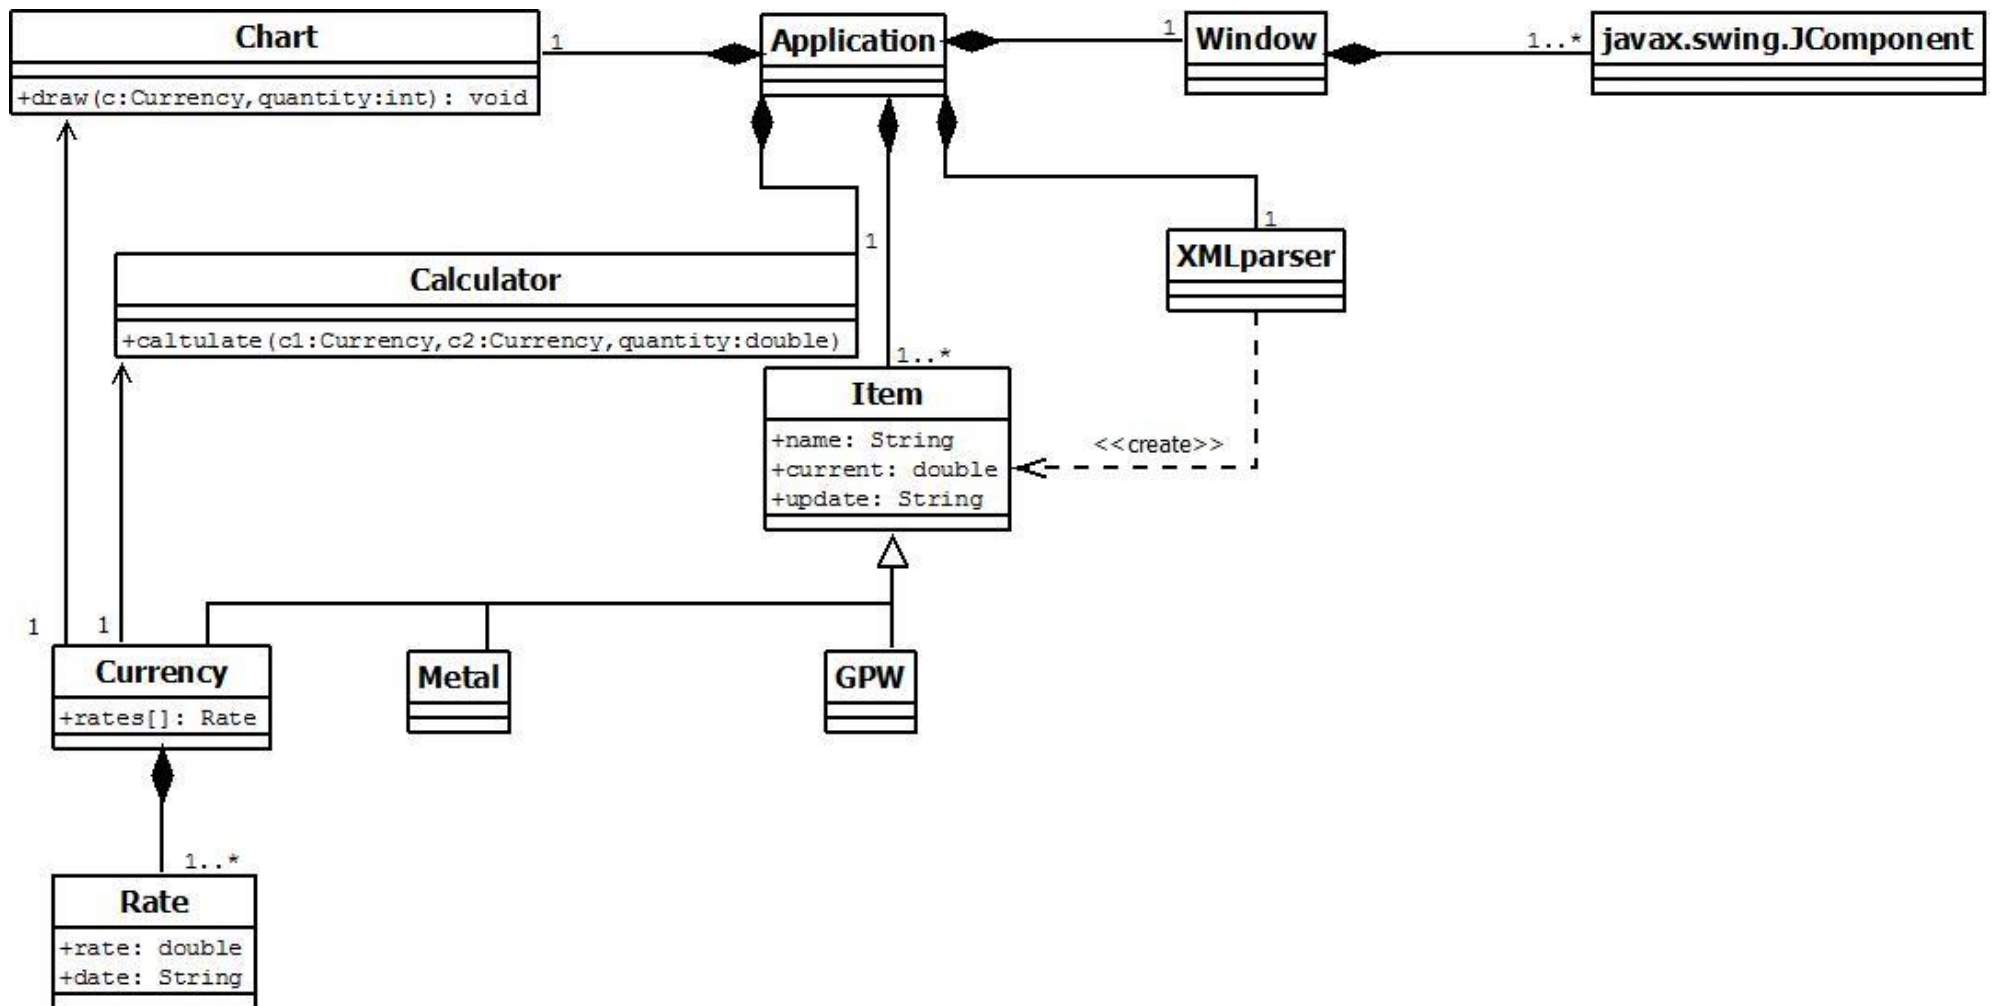 Chart
+draw(c:Currency,quantity:int): void
1
Application
1
Window
1..*
javax.swing.JComponent
1
Calculator
+caltulate(c1:Currency,c2:Currency,quantity:double)
1
XMLparser
1..*
Item
+name: String
+current: double
+update: String
<<create>>
1
1
Currency
+rates[]: Rate
Metal
GPW
1..*
Rate
+rate: double
+date: String